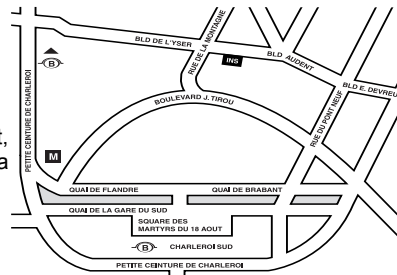 BLD DE L'YSER
RUE DE LA MONTAGNE
INS
BLD AUDENT
BLD E. DEVREU
B
PETITE CEINTURE DE CHARLEROI
BOULEVARD J. TIROU
RUE DU PONT NEUF
t,
a
M
QUAI DE FLANDRE
QUAI DE BRABANT
QUAI DE LA GARE DU SUD
SQUARE DES
MARTYRS DU 18 AOUT
B
CHARLEROI SUD
PETITE CEINTURE DE CHARLEROI